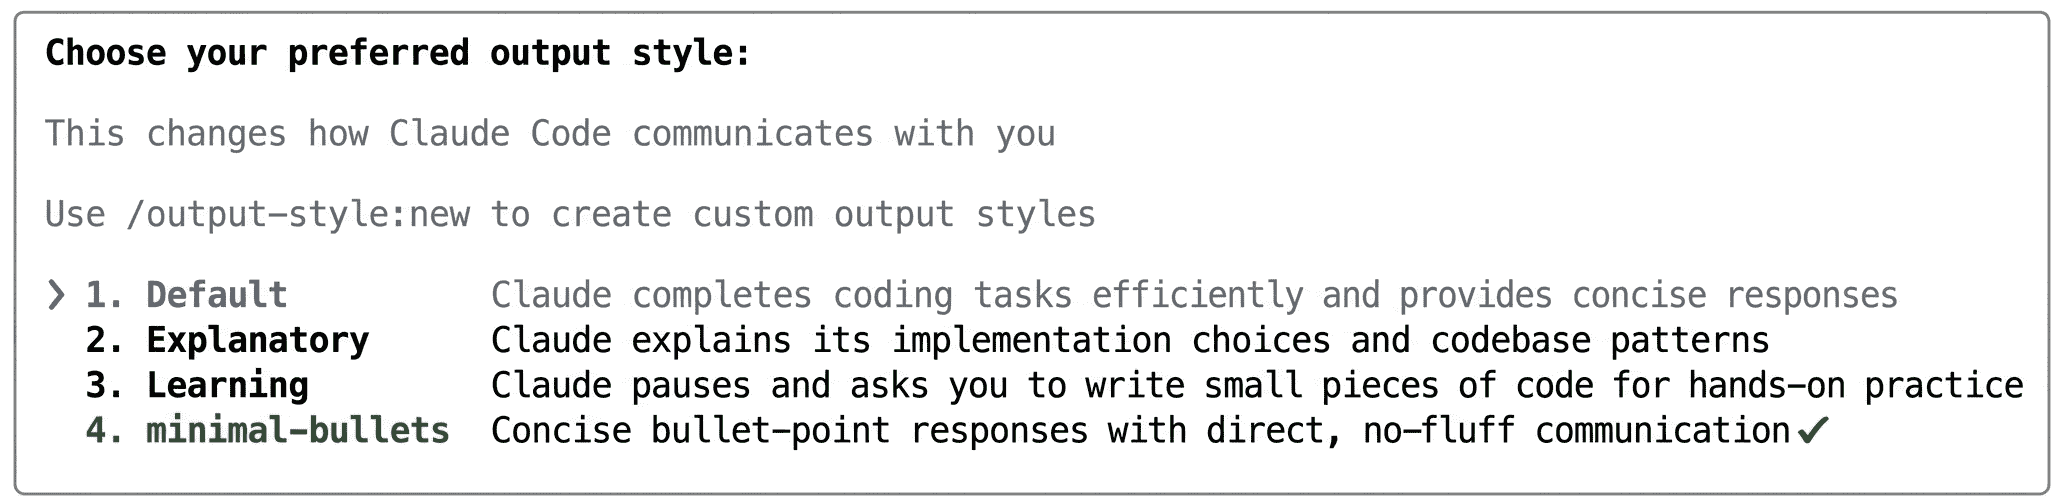 Choose your preferred output style:
This changes how Claude Code communicates with you
Use /output-style:new to create custom output styles
❯ 1. Default Claude completes coding tasks efficiently and provides concise responses
2. Explanatory Claude explains its implementation choices and codebase patterns
3. Learning Claude pauses and asks you to write small pieces of code for hands-on practice
4. minimal-bullets Concise bullet-point responses with direct, no-fluff communication✓